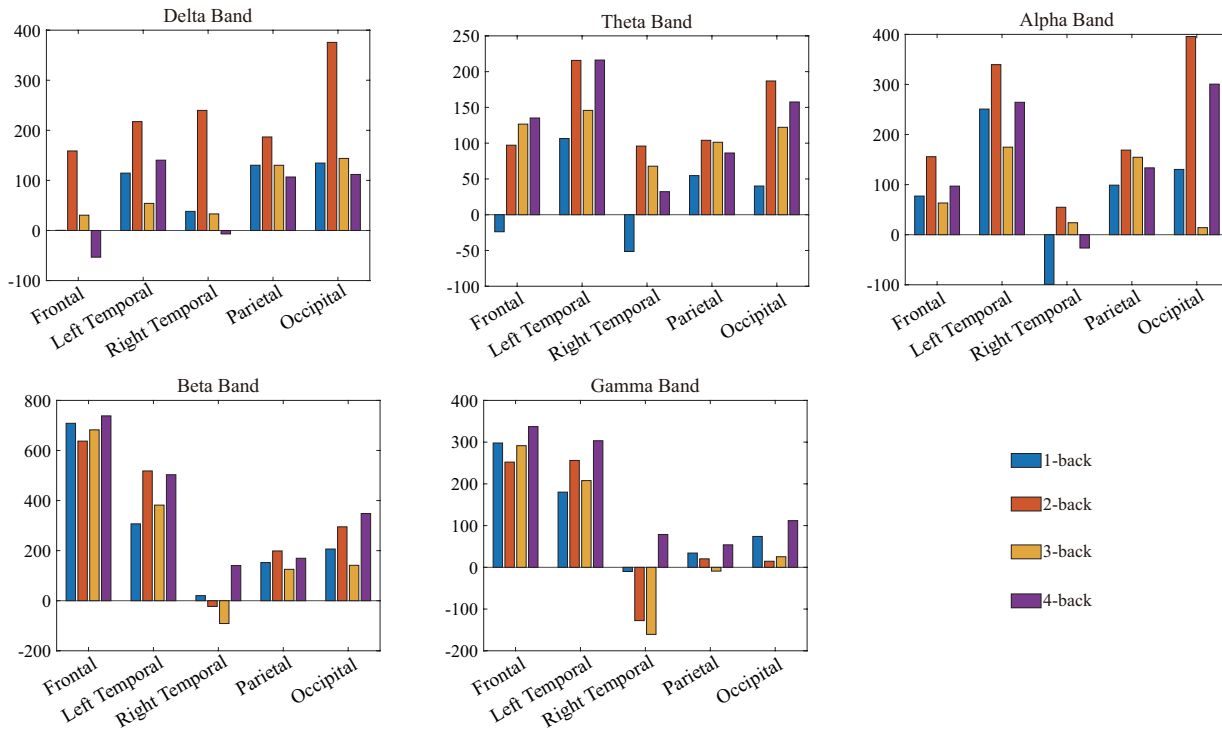 Delta Band
400
300
200
100
0
-100
Frontal
Left Temporal
Right Temporal
Parietal
Occipital
Theta Band
250
200
150
100
50
0
-50
-100
Frontal
Left Temporal
Right Temporal
Parietal
Occipital
Alpha Band
400
300
200
100
0
-100
Frontal
Left Temporal
Right Temporal
Parietal
Occipital
Beta Band
800
600
400
200
0
-200
Frontal
Left Temporal
Right Temporal
Parietal
Occipital
Gamma Band
400
300
200
100
0
-100
-200
Frontal
Left Temporal
Right Temporal
Parietal
Occipital
1-back
2-back
3-back
4-back